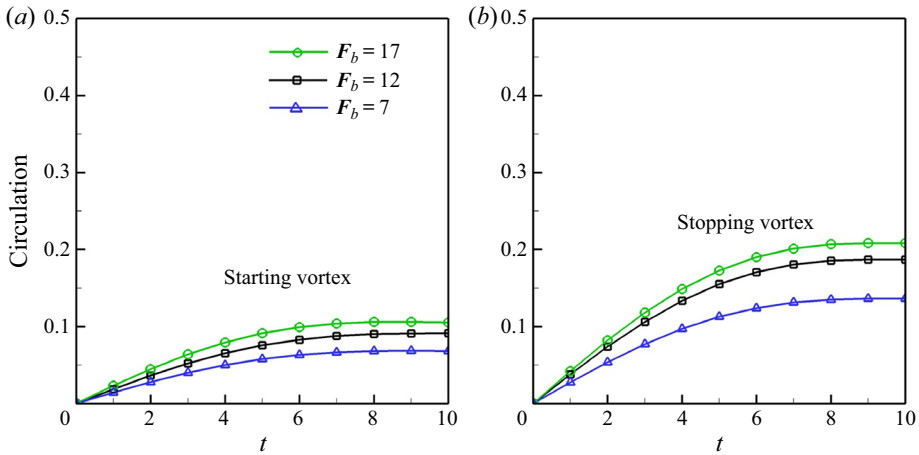 (a)
0.5
0.4
0.3
0.2
0.1
0
2
4
6
8
10
t
Circulation
F_b = 17
F_b = 12
F_b = 7
Starting vortex
(b)
0.5
0.4
0.3
0.2
0.1
0
2
4
6
8
10
t
Stopping vortex